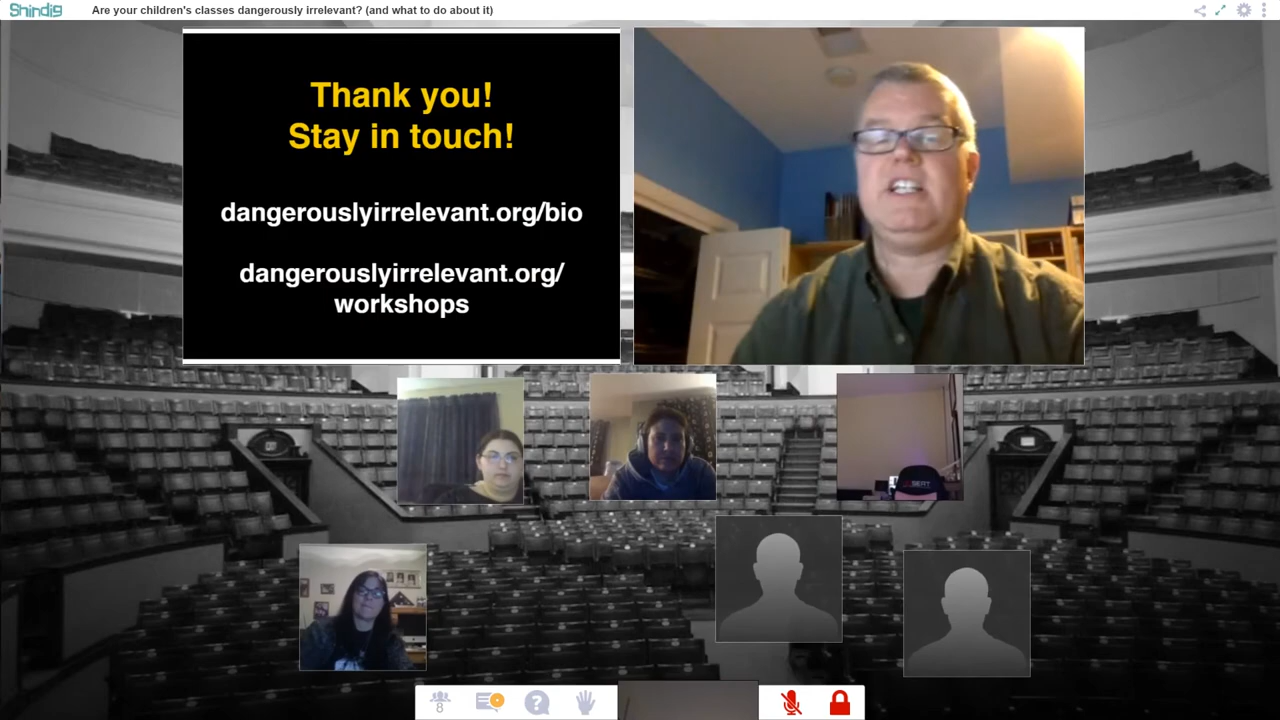 Shindig
Are your children's classes dangerously irrelevant? (and what to do about it)
Thank you!
Stay in touch!
dangerouslyirrelevant.org/bio
dangerouslyirrelevant.org/
workshops
SEAT
8
?